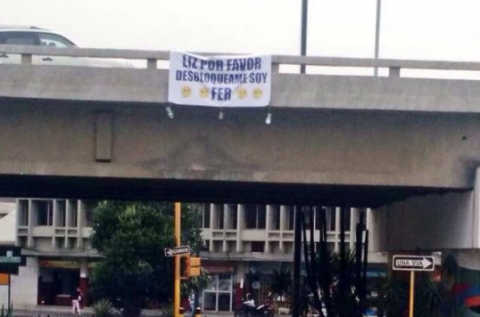 LIZ POR FAVOR
DESBLOQUEAME SOY
FER
UNA VIA